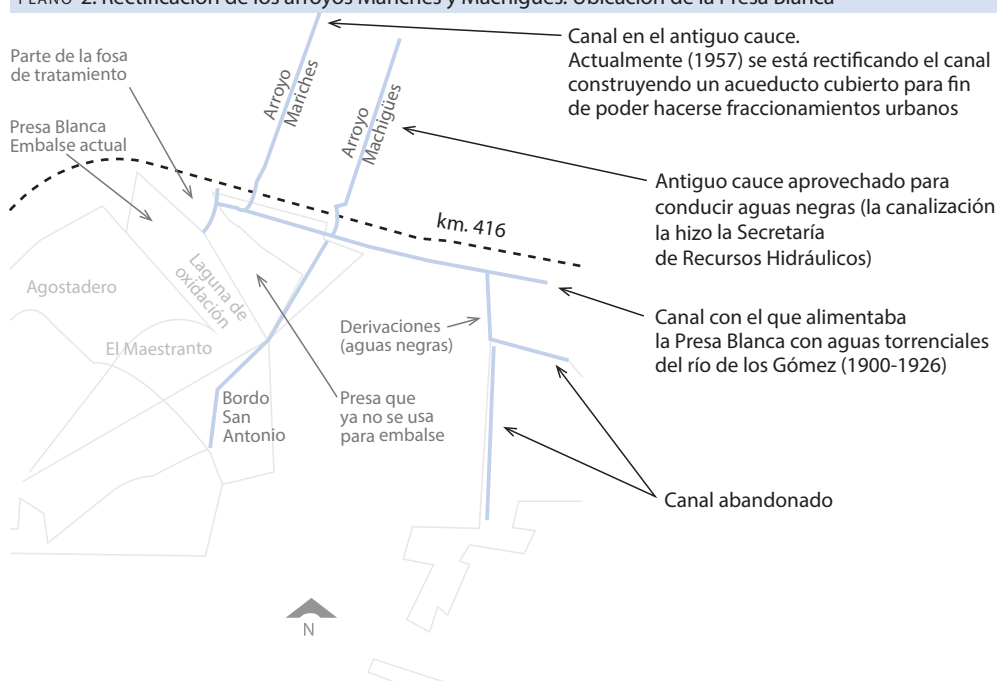 PLANO 2. Rectificación de los arroyos Mariches y Machigües. Ubicación de la Presa Blanca
Canal en el antiguo cauce.
Actualmente (1957) se está rectificando el canal
construyendo un acueducto cubierto para fin
de poder hacerse fraccionamientos urbanos
Parte de la fosa
de tratamiento
Arroyo
Mariches
Arroyo
Machigües
Presa Blanca
Embalse actual
Antiguo cauce aprovechado para
conducir aguas negras (la canalización
la hizo la Secretaría
de Recursos Hidráulicos)
km. 416
Laguna de
oxidación
Agostadero
Canal con el que alimentaba
la Presa Blanca con aguas torrenciales
del río de los Gómez (1900-1926)
Derivaciones
(aguas negras)
El Maestranto
Bordo
San
Antonio
Presa que
ya no se usa
para embalse
Canal abandonado
N